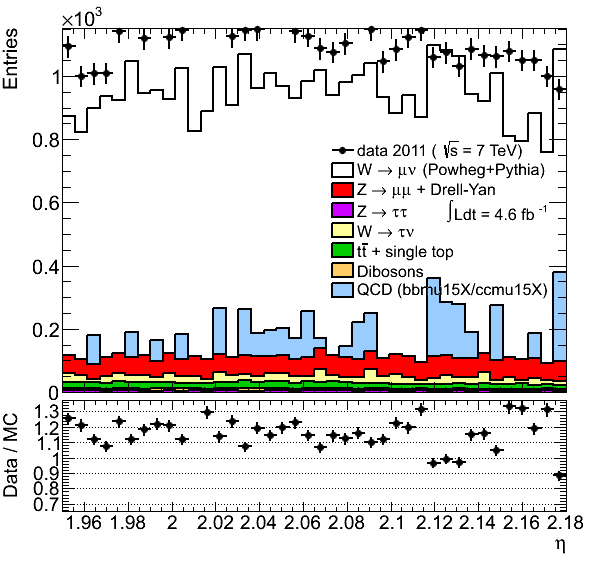 ×10³
Entries
1
0.8
0.6
0.4
0.2
0
data 2011 ( √s = 7 TeV)
W → μν (Powheg+Pythia)
Z → μμ + Drell-Yan
Z → ττ
∫Ldt = 4.6 fb⁻¹
W → τν
tt̄ + single top
Dibosons
QCD (bbmu15X/ccmu15X)
Data / MC
1.3
1.2
1.1
1
0.9
0.8
0.7
1.96 1.98 2 2.02 2.04 2.06 2.08 2.1 2.12 2.14 2.16 2.18
η